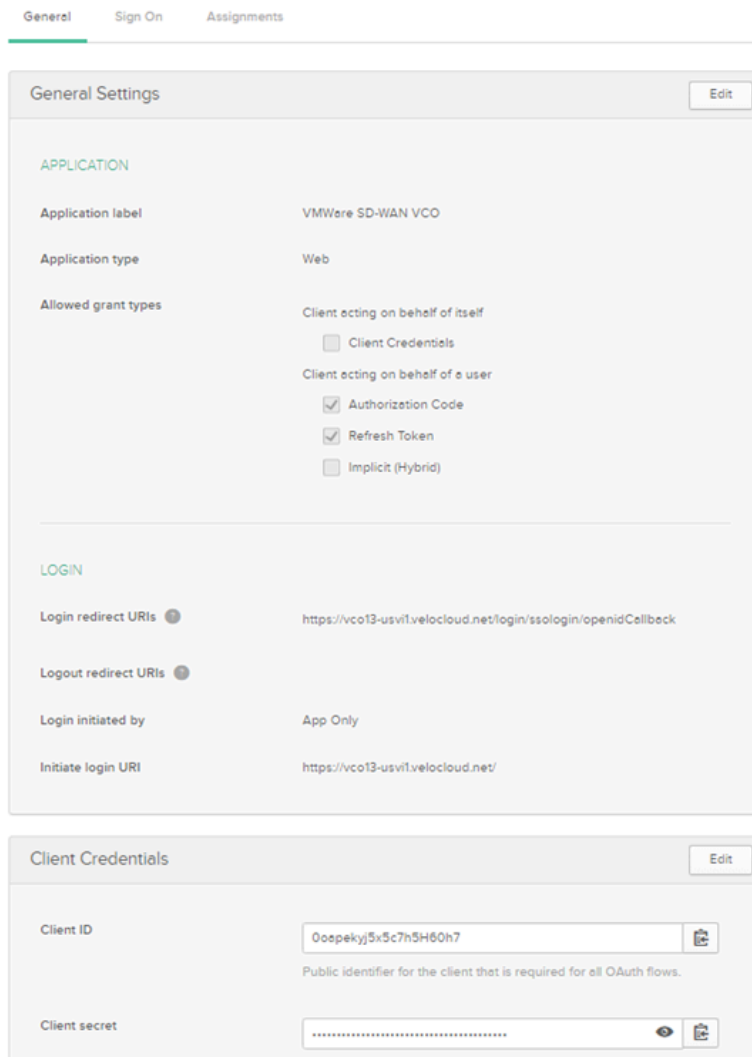 General Sign On Assignments
General Settings Edit
APPLICATION
Application label VMWare SD-WAN VCO
Application type Web
Allowed grant types
Client acting on behalf of itself
Client Credentials
Client acting on behalf of a user
Authorization Code
Refresh Token
Implicit (Hybrid)
LOGIN
Login redirect URIs ? https://vco13-usvi1.velocloud.net/login/ssologin/openidCallback
Logout redirect URIs ?
Login initiated by App Only
Initiate login URI https://vco13-usvi1.velocloud.net/
Client Credentials Edit
Client ID 0oapekyj5x5c7h5H60h7
Public identifier for the client that is required for all OAuth flows.
Client secret